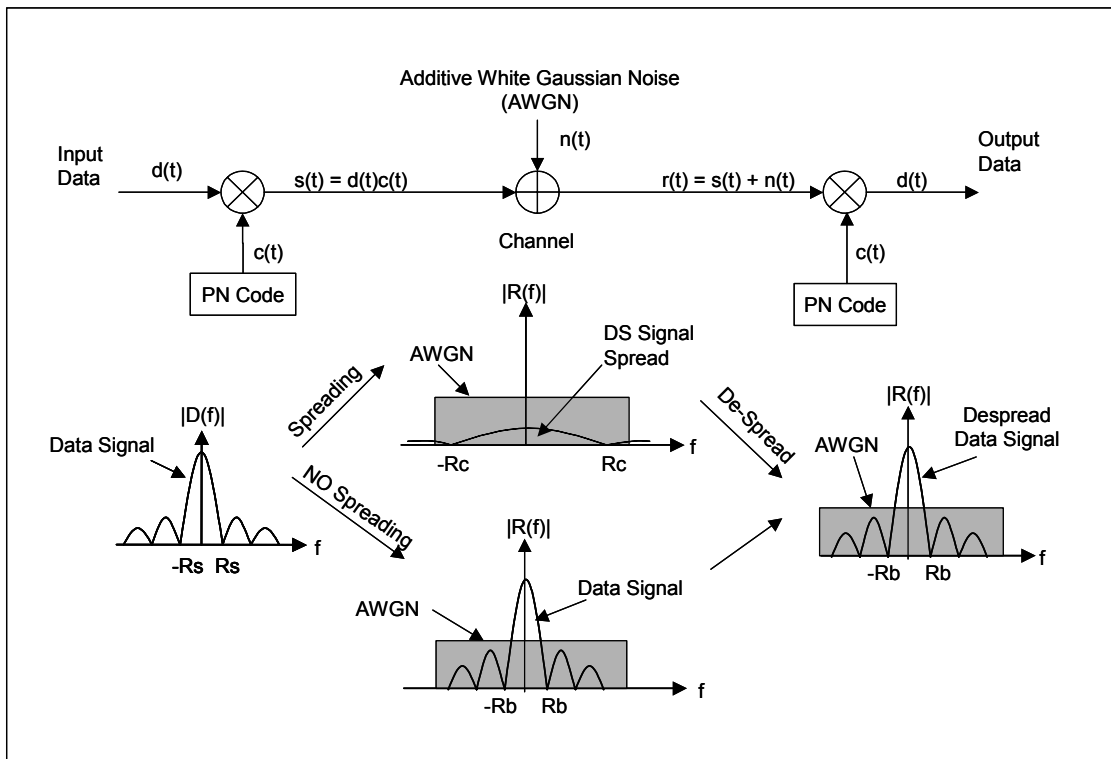 Additive White Gaussian Noise
(AWGN)
n(t)
Input
Data
d(t)
s(t) = d(t)c(t)
r(t) = s(t) + n(t)
d(t)
Output
Data
Channel
c(t)
PN Code
c(t)
PN Code
|R(f)|
DS Signal
Spread
AWGN
-Rc
Rc
f
Spreading
De-Spread
NO Spreading
|D(f)|
Data Signal
-Rs
Rs
f
|R(f)|
Data Signal
AWGN
-Rb
Rb
f
|R(f)|
Despread
Data Signal
AWGN
-Rb
Rb
f